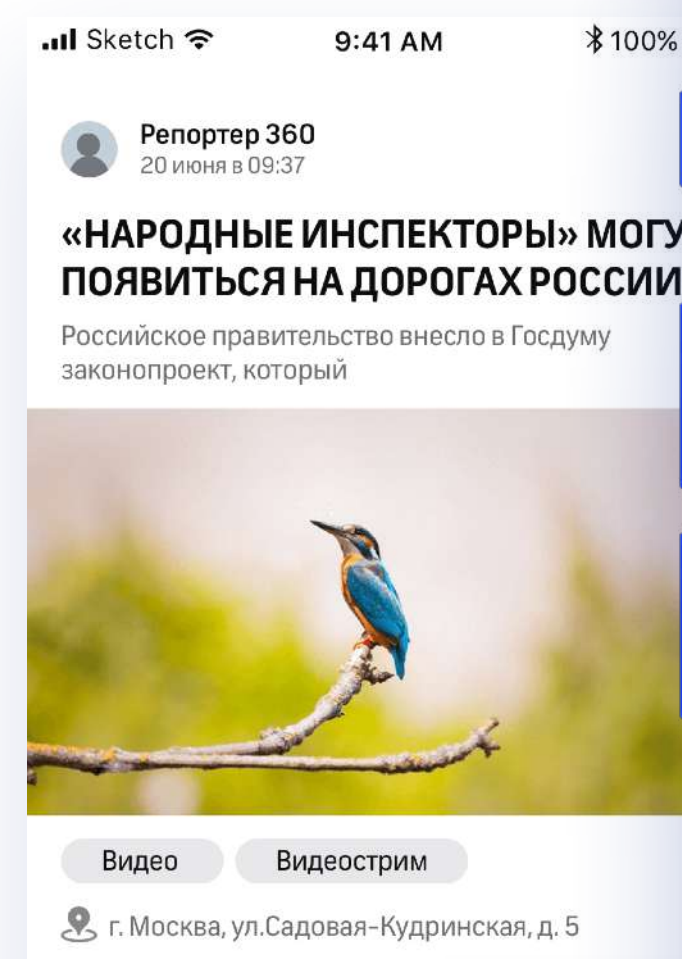 Sketch 9:41 AM 100%
Репортер 360
20 июня в 09:37
«НАРОДНЫЕ ИНСПЕКТОРЫ» МОГУ
ПОЯВИТЬСЯ НА ДОРОГАХ РОССИИ
Российское правительство внесло в Госдуму
законопроект, который
Видео Видеострим
г. Москва, ул.Садовая-Кудринская, д. 5